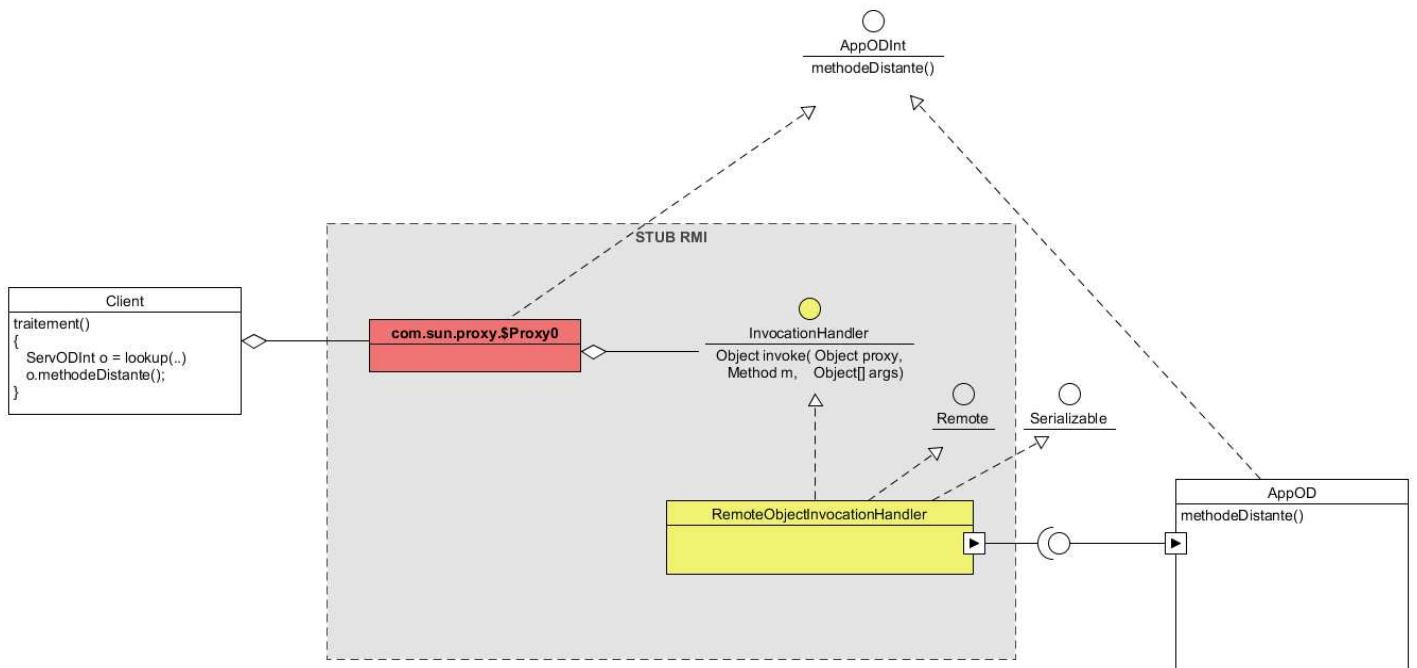 AppODInt
methodeDistante()
STUB RMI
Client
traitement()
{
ServODInt o = lookup(..)
o.methodeDistante();
}
com.sun.proxy.$Proxy0
InvocationHandler
Object invoke( Object proxy,
Method m, Object[] args)
Remote
Serializable
RemoteObjectInvocationHandler
AppOD
methodeDistante()